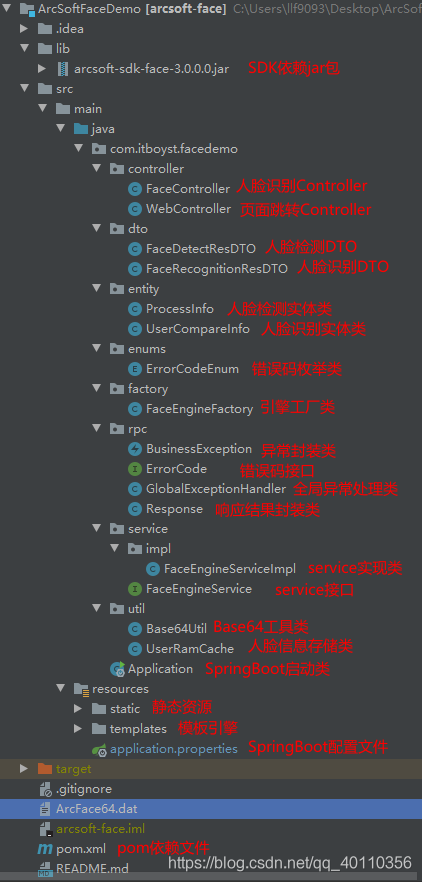 ArcSoftFaceDemo [arcsoft-face] C:\Users\llf9093\Desktop\ArcSof
.idea
lib
arcsoft-sdk-face-3.0.0.0.jar SDK依赖jar包
src
main
java
com.itboyst.facedemo
controller
FaceController 人脸识别Controller
WebController 页面跳转Controller
dto
FaceDetectResDTO 人脸检测DTO
FaceRecognitionResDTO 人脸识别DTO
entity
ProcessInfo 人脸检测实体类
UserCompareInfo 人脸识别实体类
enums
ErrorCodeEnum 错误码枚举类
factory
FaceEngineFactory 引擎工厂类
rpc
BusinessException 异常封装类
ErrorCode 错误码接口
GlobalExceptionHandler 全局异常处理类
Response 响应结果封装类
service
impl
FaceEngineServiceImpl service实现类
FaceEngineService service接口
util
Base64Util Base64工具类
UserRamCache 人脸信息存储类
Application SpringBoot启动类
resources
static 静态资源
templates 模板引擎
application.properties SpringBoot配置文件
target
.gitignore
ArcFace64.dat
arcsoft-face.iml
pom.xml pom依赖文件
README.md https://blog.csdn.net/qq_40110356